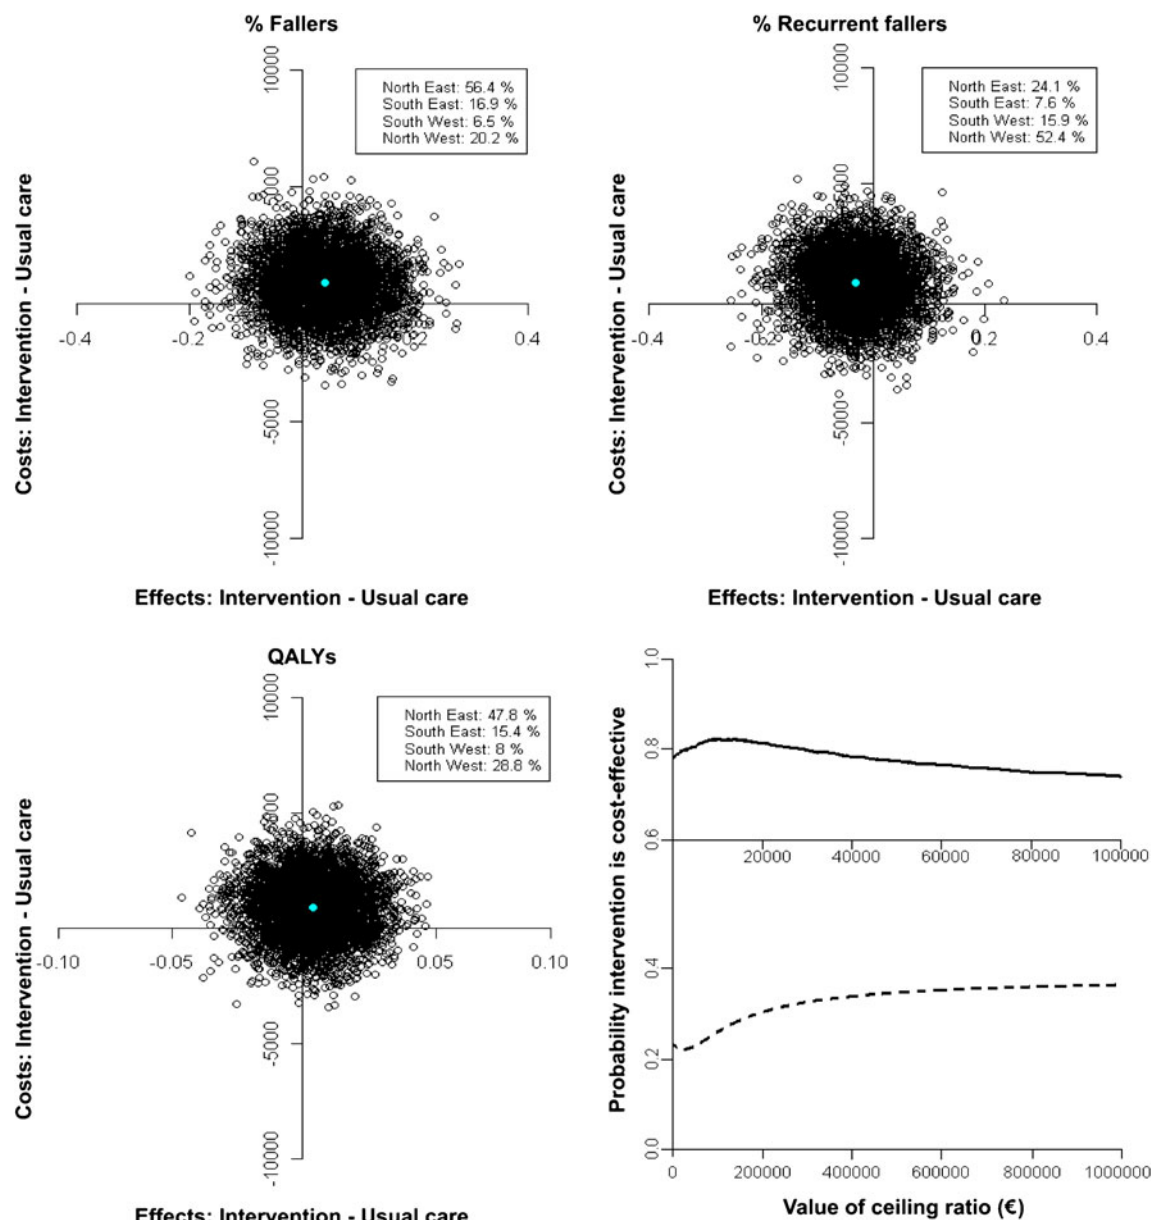 % Fallers
North East: 56.4 %
South East: 16.9 %
South West: 6.5 %
North West: 20.2 %
10000
-5000
-10000
-0.4
-0.2
0.4
Costs: Intervention - Usual care
Effects: Intervention - Usual care
% Recurrent fallers
North East: 24.1 %
South East: 7.6 %
South West: 15.9 %
North West: 52.4 %
10000
-5000
-10000
-0.4
0.2
0.4
Costs: Intervention - Usual care
Effects: Intervention - Usual care
QALYs
North East: 47.8 %
South East: 15.4 %
South West: 8 %
North West: 28.8 %
10000
-5000
-10000
-0.10
-0.05
0.05
0.10
Costs: Intervention - Usual care
Effects: Intervention - Usual care
Probability intervention is cost-effective
1.0
0.8
0.6
20000
40000
60000
80000
100000
0.4
0.2
0.0
0
200000
400000
600000
800000
1000000
Value of ceiling ratio (€)